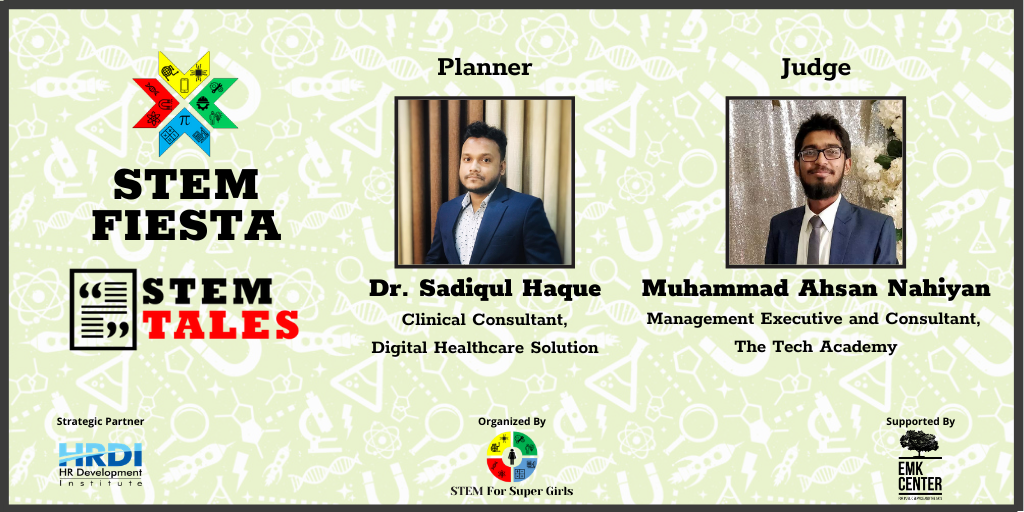 STEM
FIESTA
STEM
TALES
Planner
Dr. Sadiqul Haque
Clinical Consultant,
Digital Healthcare Solution
Judge
Muhammad Ahsan Nahiyan
Management Executive and Consultant,
The Tech Academy
Strategic Partner
HRDI
HR Development
Institute
Organized By
STEM For Super Girls
Supported By
EMK
CENTER